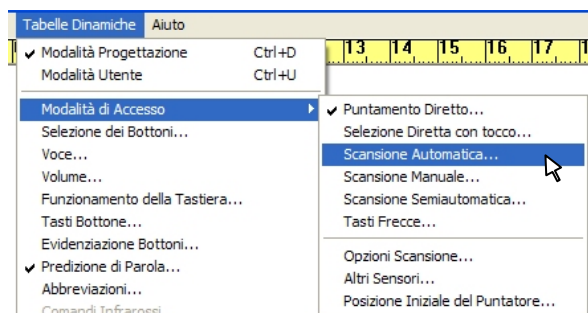 Tabelle Dinamiche Aiuto
✓ Modalità Progettazione Ctrl+D
Modalità Utente Ctrl+U
13 14 15 16 17
Modalità di Accesso
Selezione dei Bottoni...
Voce...
Volume...
Funzionamento della Tastiera...
Tasti Bottone...
Evidenziazione Bottoni...
✓ Predizione di Parola...
Abbreviazioni...
Comandi Infrarossi
✓ Puntamento Diretto...
Selezione Diretta con tocco...
Scansione Automatica...
Scansione Manuale...
Scansione Semiautomatica...
Tasti Frecce...
Opzioni Scansione...
Altri Sensori...
Posizione Iniziale del Puntatore...